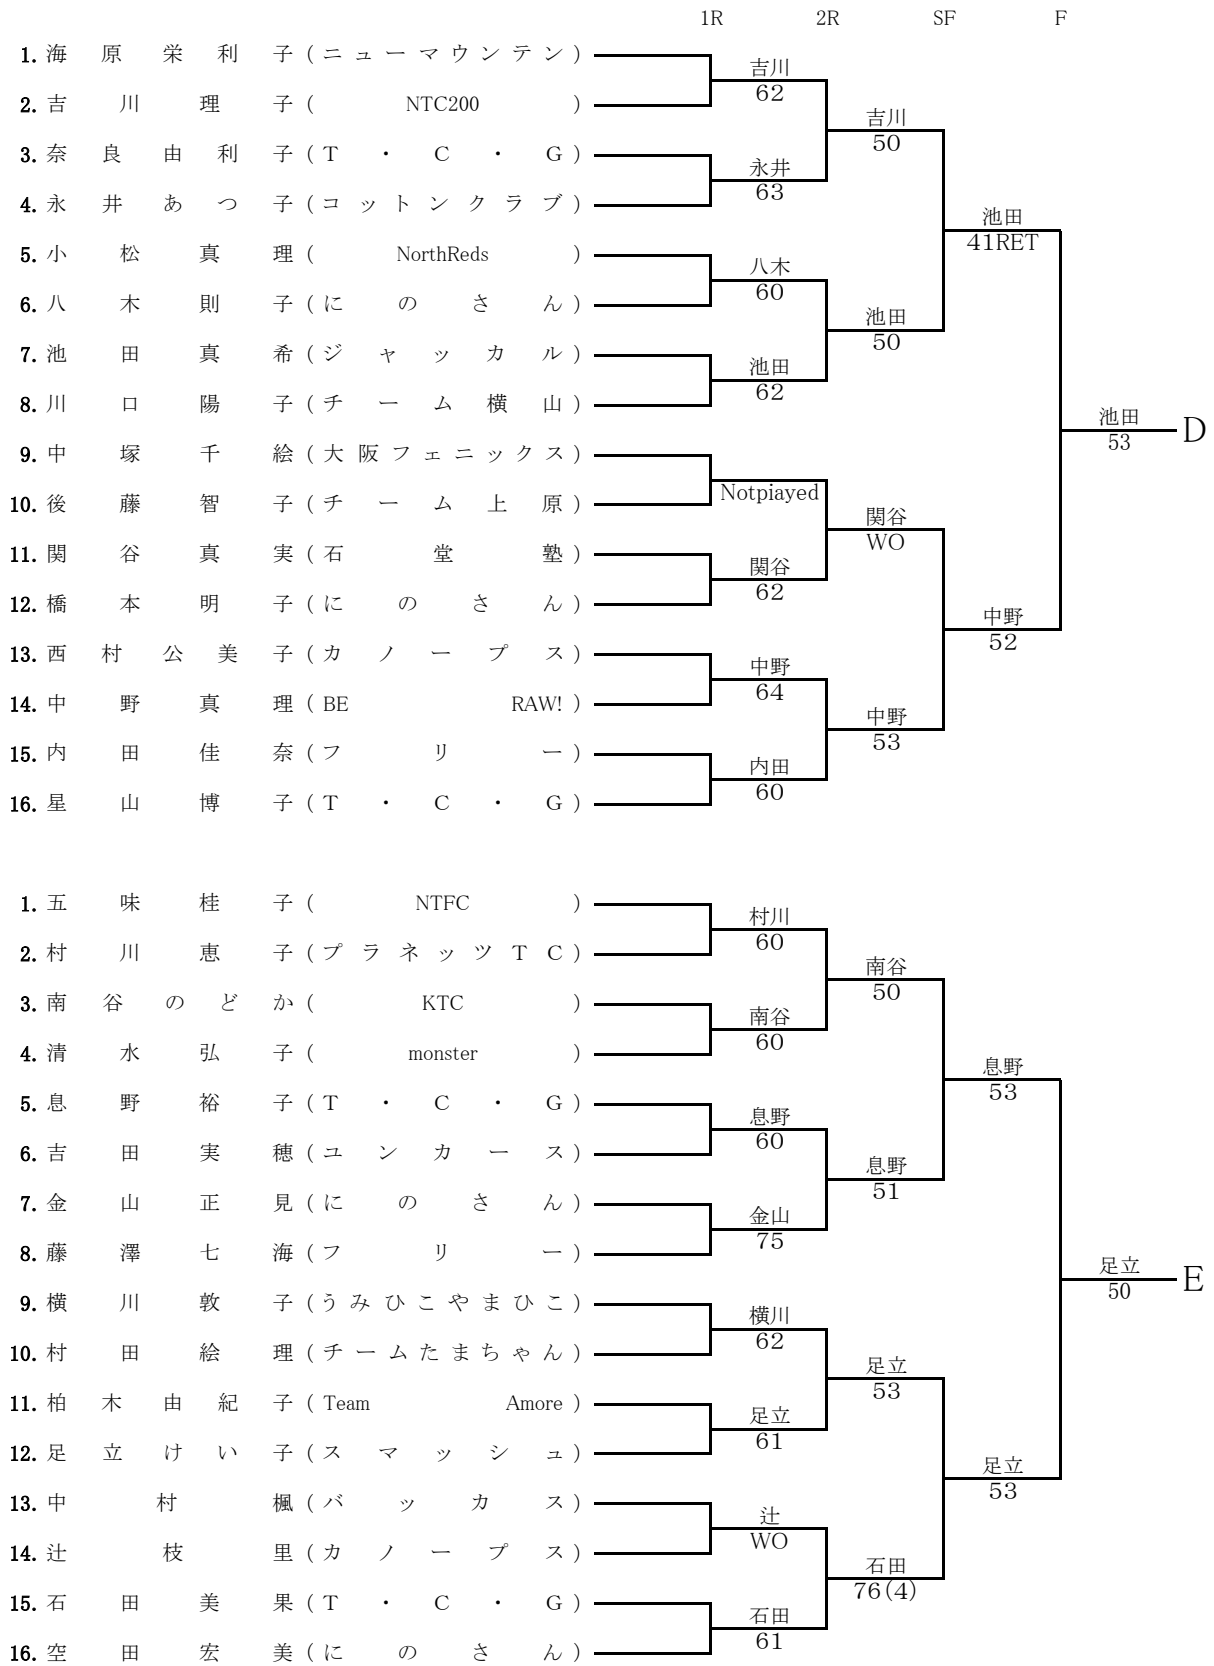 1R 2R SF F
1. 海原栄利子 (ニューマウンテン)
吉川
62
2. 吉川理子 (NTC200)
吉川
50
3. 奈良由利子 (T・C・G)
永井
63
4. 永井あつ子 (コットンクラブ)
池田
41RET
5. 小松真理 (NorthReds)
八木
60
6. 八木則子 (にのさん)
池田
50
7. 池田真希 (ジャッカル)
池田
62
8. 川口陽子 (チーム横山)
池田
53
D
9. 中塚千絵 (大阪フェニックス)
Notpiayed
10. 後藤智子 (チーム上原)
関谷
WO
11. 関谷真実 (石堂塾)
関谷
62
12. 橋本明子 (にのさん)
中野
52
13. 西村公美子 (カノープス)
中野
64
14. 中野真理 (BE RAW!)
中野
53
15. 内田佳奈 (フリー)
内田
60
16. 星山博子 (T・C・G)
1. 五味桂子 (NTFC)
村川
60
2. 村川恵子 (プラネッツTC)
南谷
50
3. 南谷のどか (KTC)
南谷
60
4. 清水弘子 (monster)
息野
53
5. 息野裕子 (T・C・G)
息野
60
6. 吉田実穂 (ユンカース)
息野
51
7. 金山正見 (にのさん)
金山
75
8. 藤澤七海 (フリー)
足立
50
E
9. 横川敦子 (うみひこやまひこ)
横川
62
10. 村田絵理 (チームたまちゃん)
足立
53
11. 柏木由紀子 (Team Amore)
足立
61
12. 足立けい子 (スマッシュ)
足立
53
13. 中村楓 (バッカス)
辻
WO
14. 辻枝里 (カノープス)
石田
76(4)
15. 石田美果 (T・C・G)
石田
61
16. 空田宏美 (にのさん)